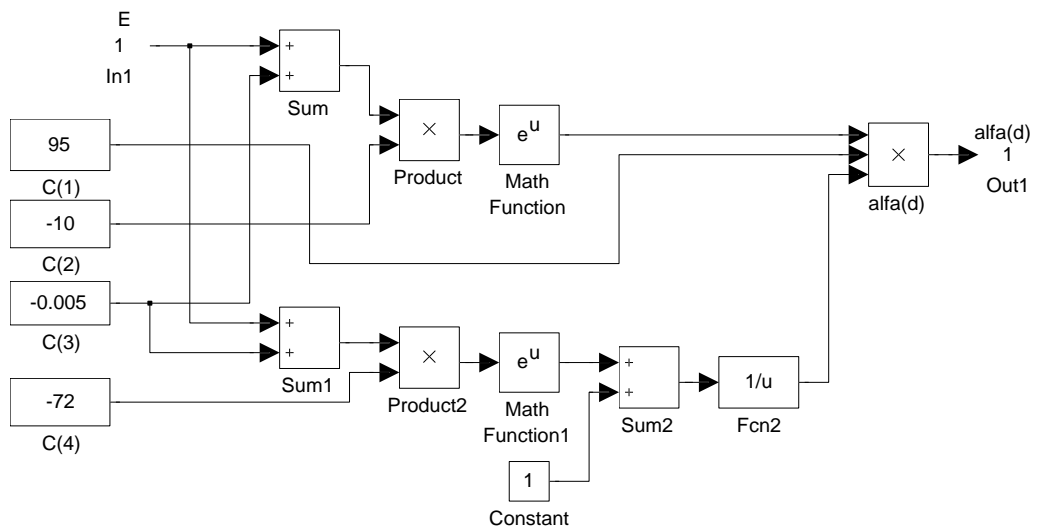 E
1
In1
+
+
Sum
95
C(1)
×
Product
e^u
Math
Function
×
alfa(d)
alfa(d)
1
Out1
-10
C(2)
-0.005
C(3)
+
+
Sum1
×
Product2
e^u
Math
Function1
+
+
Sum2
1/u
Fcn2
-72
C(4)
1
Constant